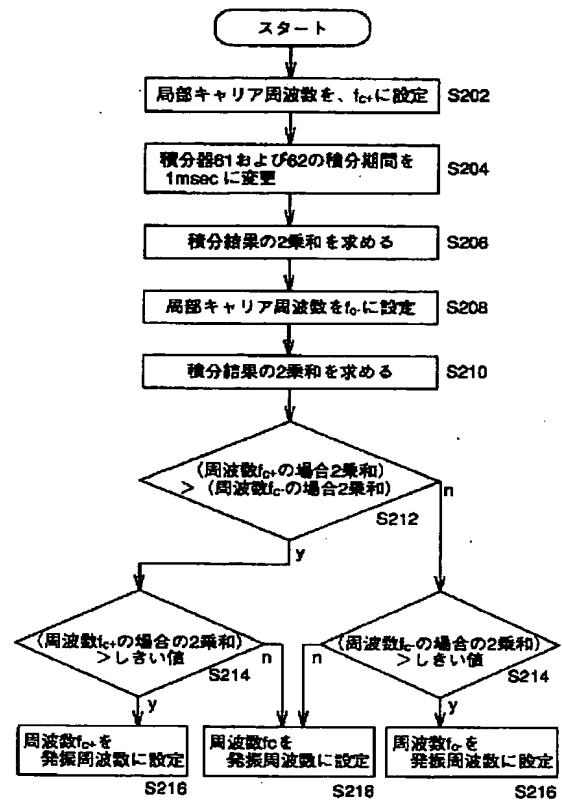 スタート
局部キャリア周波数を、fc+に設定
S202
積分器61および62の積分期間を
1msecに変更
S204
積分結果の2乗和を求める
S206
局部キャリア周波数をfc-に設定
S208
積分結果の2乗和を求める
S210
(周波数fc+の場合2乗和)
> (周波数fc-の場合2乗和)
n
S212
y
(周波数fc+の場合の2乗和)
>しきい値
n
S214
y
(周波数fc-の場合の2乗和)
>しきい値
n
S214
y
周波数fc+を
発振周波数に設定
S216
周波数fcを
発振周波数に設定
S218
周波数fc-を
発振周波数に設定
S216